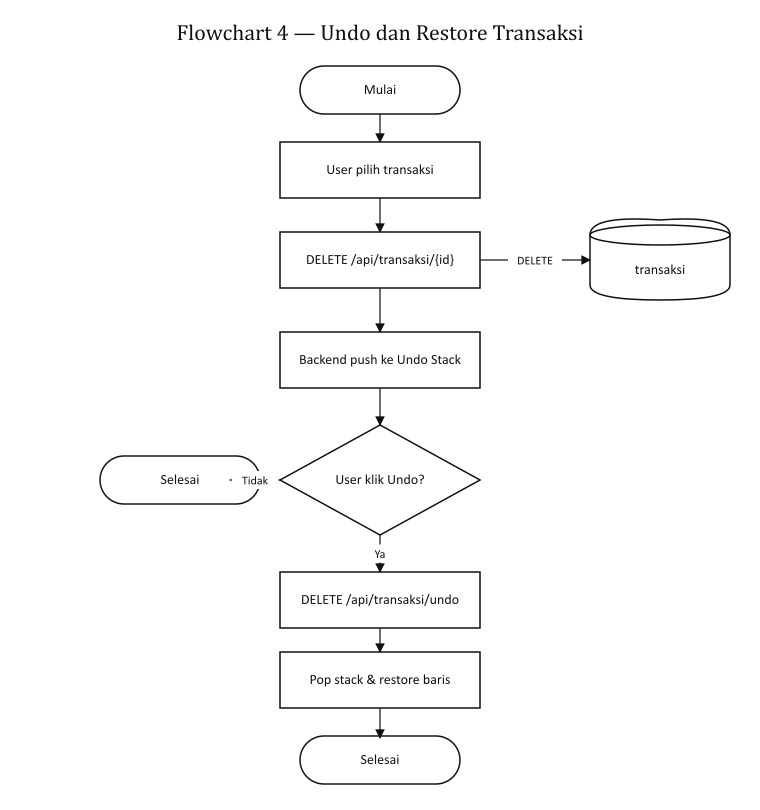 Flowchart 4 — Undo dan Restore Transaksi
Mulai
User pilih transaksi
DELETE /api/transaksi/{id}
DELETE
transaksi
Backend push ke Undo Stack
User klik Undo?
Tidak
Selesai
Ya
DELETE /api/transaksi/undo
Pop stack & restore baris
Selesai